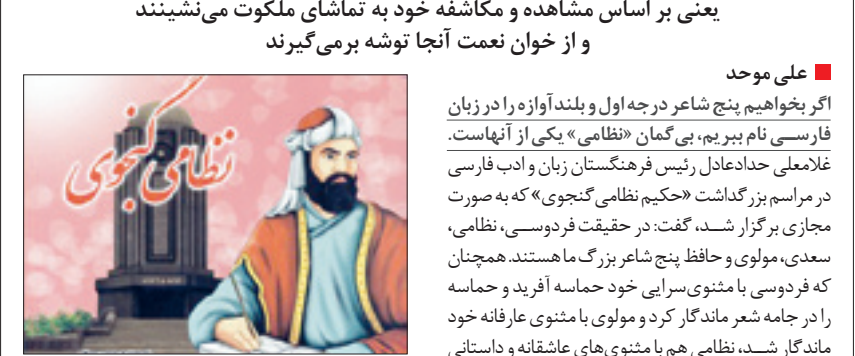 یعنی بر اساس مشاهده و مکاشفه خود به تماشای ملکوت می‌نشینند
و از خوان نعمت آنجا توشه برمی‌گیرند
علی موحد
اگر بخواهیم پنج شاعر درجه اول و بلندآوازه را در زبان
فارسی نام ببریم، بی‌گمان «نظامی» یکی از آنهاست.
غلامعلی حدادعادل رئیس فرهنگستان زبان و ادب فارسی
در مراسم بزرگداشت «حکیم نظامی گنجوی» که به صورت
مجازی برگزار شد، گفت: در حقیقت فردوسی، نظامی،
سعدی، مولوی و حافظ پنج شاعر بزرگ ما هستند. همچنان
که فردوسی با مثنوی‌سرایی خود حماسه آفرید و حماسه
را در جامه شعر ماندگار کرد و مولوی با مثنوی عارفانه خود
ماندگار شد، نظامی هم با مثنوی‌های عاشقانه و داستانی
نظامی گنجوی